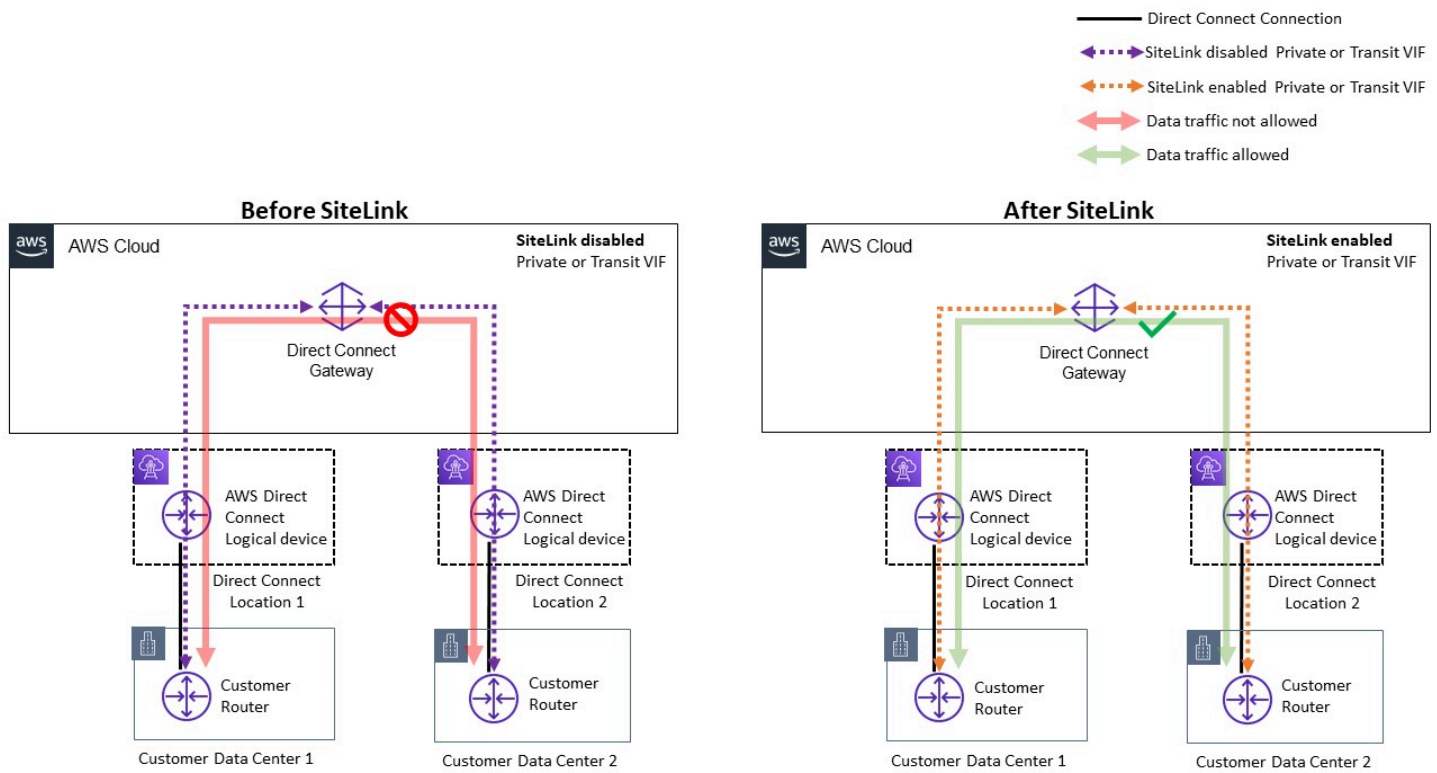 Direct Connect Connection
SiteLink disabled Private or Transit VIF
SiteLink enabled Private or Transit VIF
Data traffic not allowed
Data traffic allowed
Before SiteLink
aws
AWS Cloud
SiteLink disabled
Private or Transit VIF
Direct Connect
Gateway
AWS Direct
Connect
Logical device
Direct Connect
Location 1
Customer
Router
Customer Data Center 1
AWS Direct
Connect
Logical device
Direct Connect
Location 2
Customer
Router
Customer Data Center 2
After SiteLink
aws
AWS Cloud
SiteLink enabled
Private or Transit VIF
Direct Connect
Gateway
AWS Direct
Connect
Logical device
Direct Connect
Location 1
Customer
Router
Customer Data Center 1
AWS Direct
Connect
Logical device
Direct Connect
Location 2
Customer
Router
Customer Data Center 2